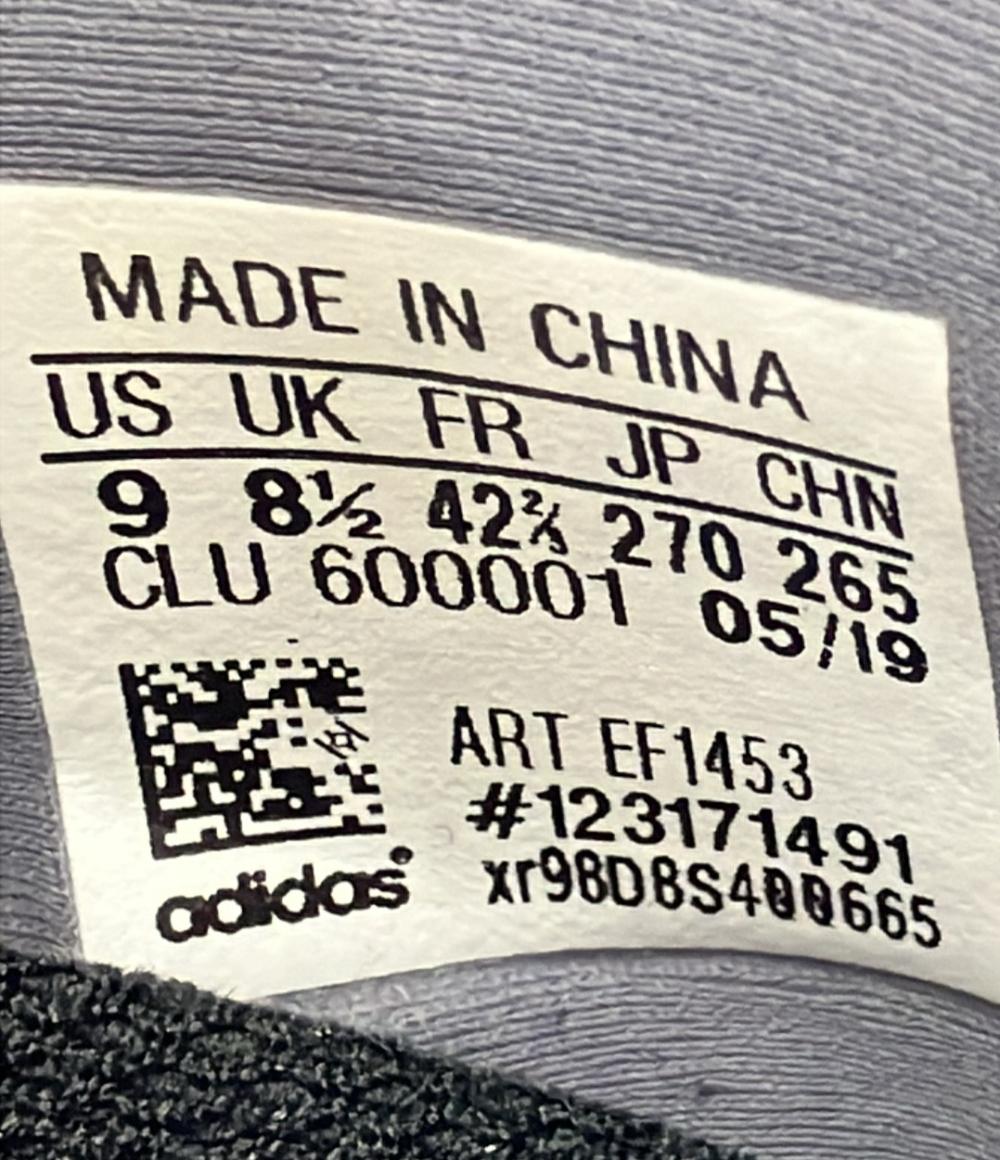 MADE IN CHINA
US UK FR JP CHN
9 8½ 42⅔ 270 265
CLU 600001 05/19
ART EF1453
#123171491
xr98D8S400665
adidas